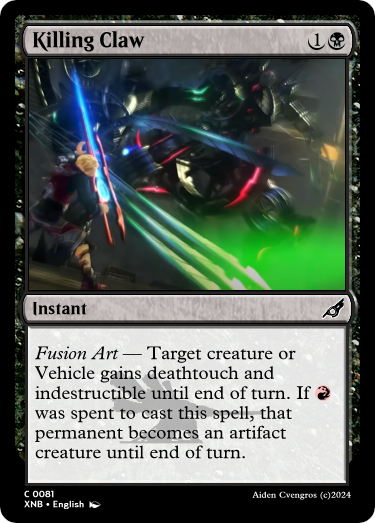 Killing Claw 1
Instant
Fusion Art — Target creature or
Vehicle gains deathtouch and
indestructible until end of turn. If
was spent to cast this spell, that
permanent becomes an artifact
creature until end of turn.
C 0081
XNB • English
Aiden Cvengros (c)2024